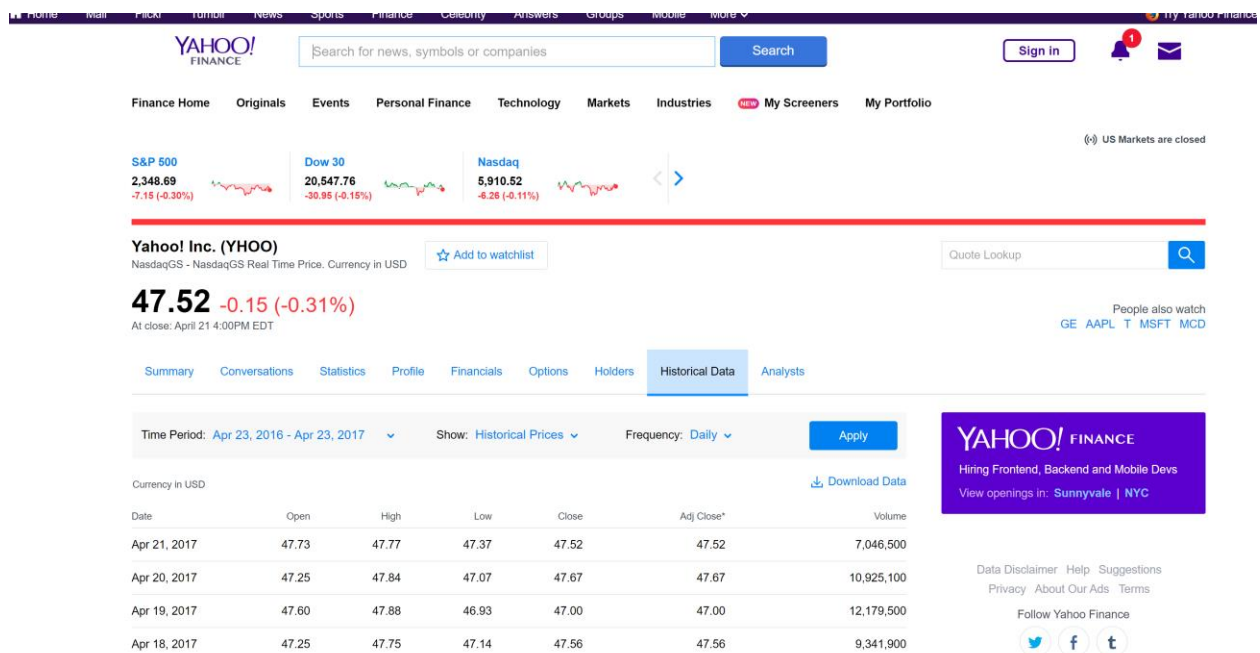 Home Mail Flickr Tumblr News Sports Finance Celebrity Answers Groups Mobile More Try Yahoo Finance
YAHOO!
FINANCE
Search for news, symbols or companies Search Sign in 1
Finance Home Originals Events Personal Finance Technology Markets Industries NEW My Screeners My Portfolio
US Markets are closed
S&P 500 Dow 30 Nasdaq
2,348.69 20,547.76 5,910.52
-7.15 (-0.30%) -30.95 (-0.15%) -6.26 (-0.11%)
Yahoo! Inc. (YHOO) Add to watchlist Quote Lookup
NasdaqGS - NasdaqGS Real Time Price. Currency in USD
47.52 -0.15 (-0.31%)
At close: April 21 4:00PM EDT
People also watch
GE AAPL T MSFT MCD
Summary Conversations Statistics Profile Financials Options Holders Historical Data Analysts
Time Period: Apr 23, 2016 - Apr 23, 2017 Show: Historical Prices Frequency: Daily Apply
Currency in USD Download Data
Date Open High Low Close Adj Close* Volume
Apr 21, 2017 47.73 47.77 47.37 47.52 47.52 7,046,500
Apr 20, 2017 47.25 47.84 47.07 47.67 47.67 10,925,100
Apr 19, 2017 47.60 47.88 46.93 47.00 47.00 12,179,500
Apr 18, 2017 47.25 47.75 47.14 47.56 47.56 9,341,900
YAHOO! FINANCE
Hiring Frontend, Backend and Mobile Devs
View openings in: Sunnyvale | NYC
Data Disclaimer Help Suggestions
Privacy About Our Ads Terms
Follow Yahoo Finance